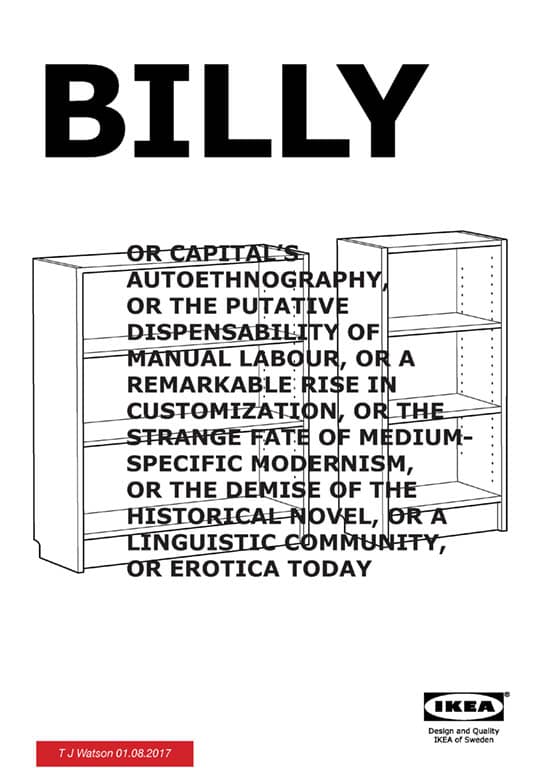 BILLY
OR CAPITAL'S
AUTOETHNOGRAPHY,
OR THE PUTATIVE
DISPENSABILITY OF
MANUAL LABOUR, OR A
REMARKABLE RISE IN
CUSTOMIZATION, OR THE
STRANGE FATE OF MEDIUM-
SPECIFIC MODERNISM,
OR THE DEMISE OF THE
HISTORICAL NOVEL, OR A
LINGUISTIC COMMUNITY,
OR EROTICA TODAY
IKEA®
Design and Quality
IKEA of Sweden
T J Watson 01.08.2017